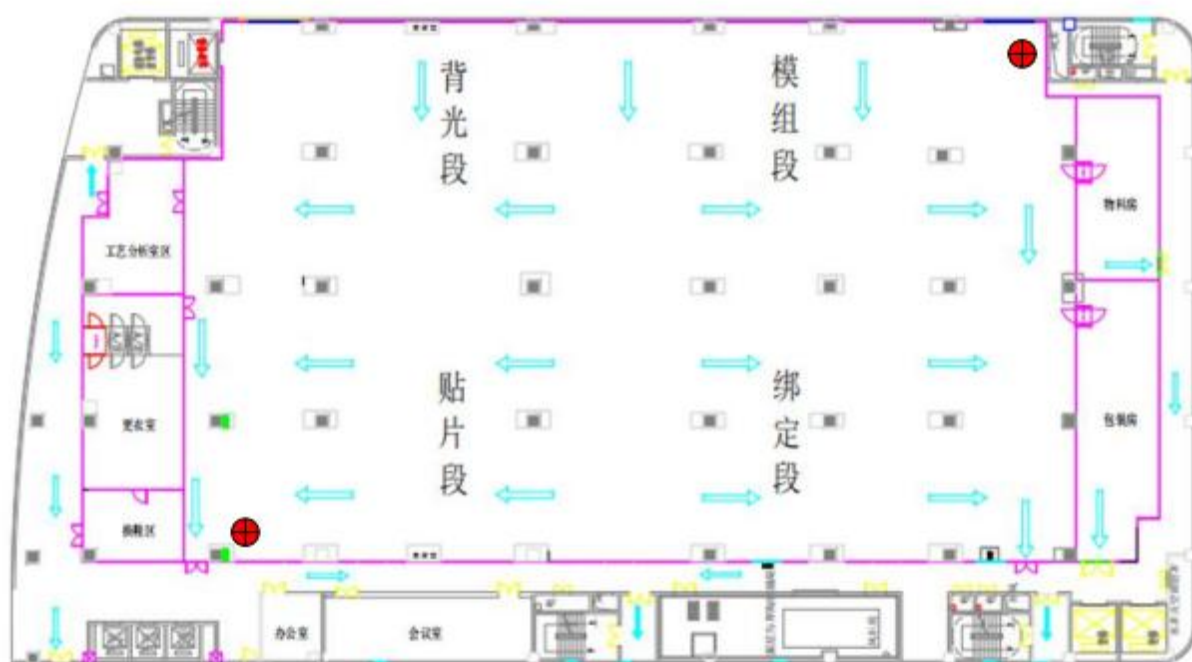 背光段
模组段
物料房
工艺分析室区
贴片段
绑定段
更衣室
包装房
换鞋区
办公室
会议室